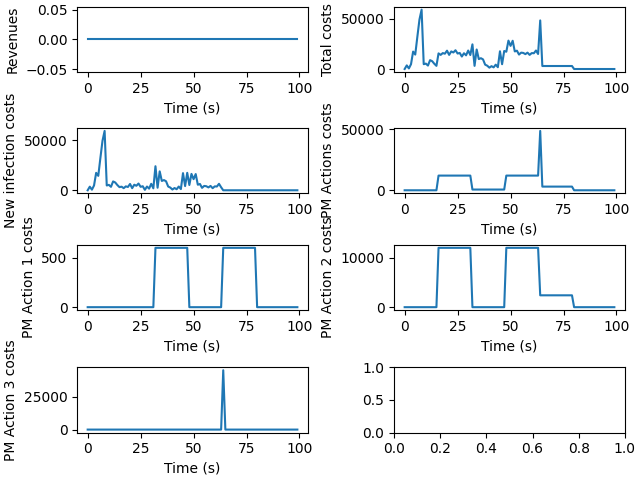 Revenues
0.05
0.00
−0.05
0 25 50 75 100
Time (s)
Total costs
50000
0
0 25 50 75 100
Time (s)
New infection costs
50000
0
0 25 50 75 100
Time (s)
PM Actions costs
50000
0
0 25 50 75 100
Time (s)
PM Action 1 costs
500
0
0 25 50 75 100
Time (s)
PM Action 2 costs
10000
0
0 25 50 75 100
Time (s)
PM Action 3 costs
25000
0
0 25 50 75 100
Time (s)
1.0
0.5
0.0
0.0 0.2 0.4 0.6 0.8 1.0